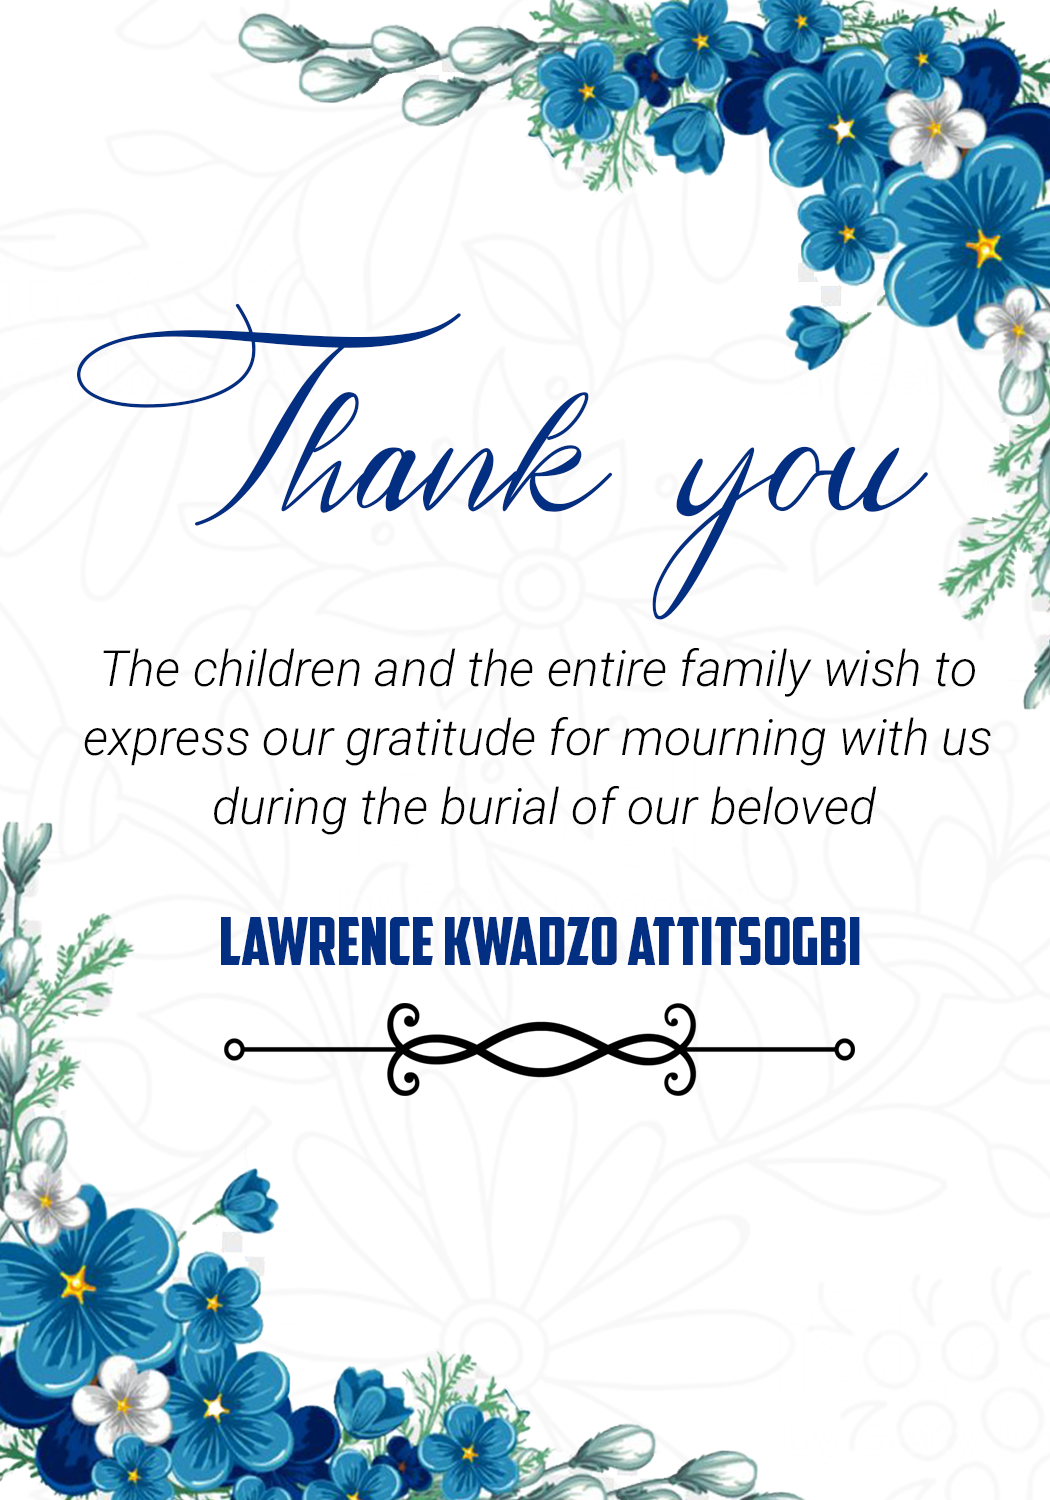 Thank you
The children and the entire family wish to
express our gratitude for mourning with us
during the burial of our beloved
LAWRENCE KWADZO ATTITSOGBI